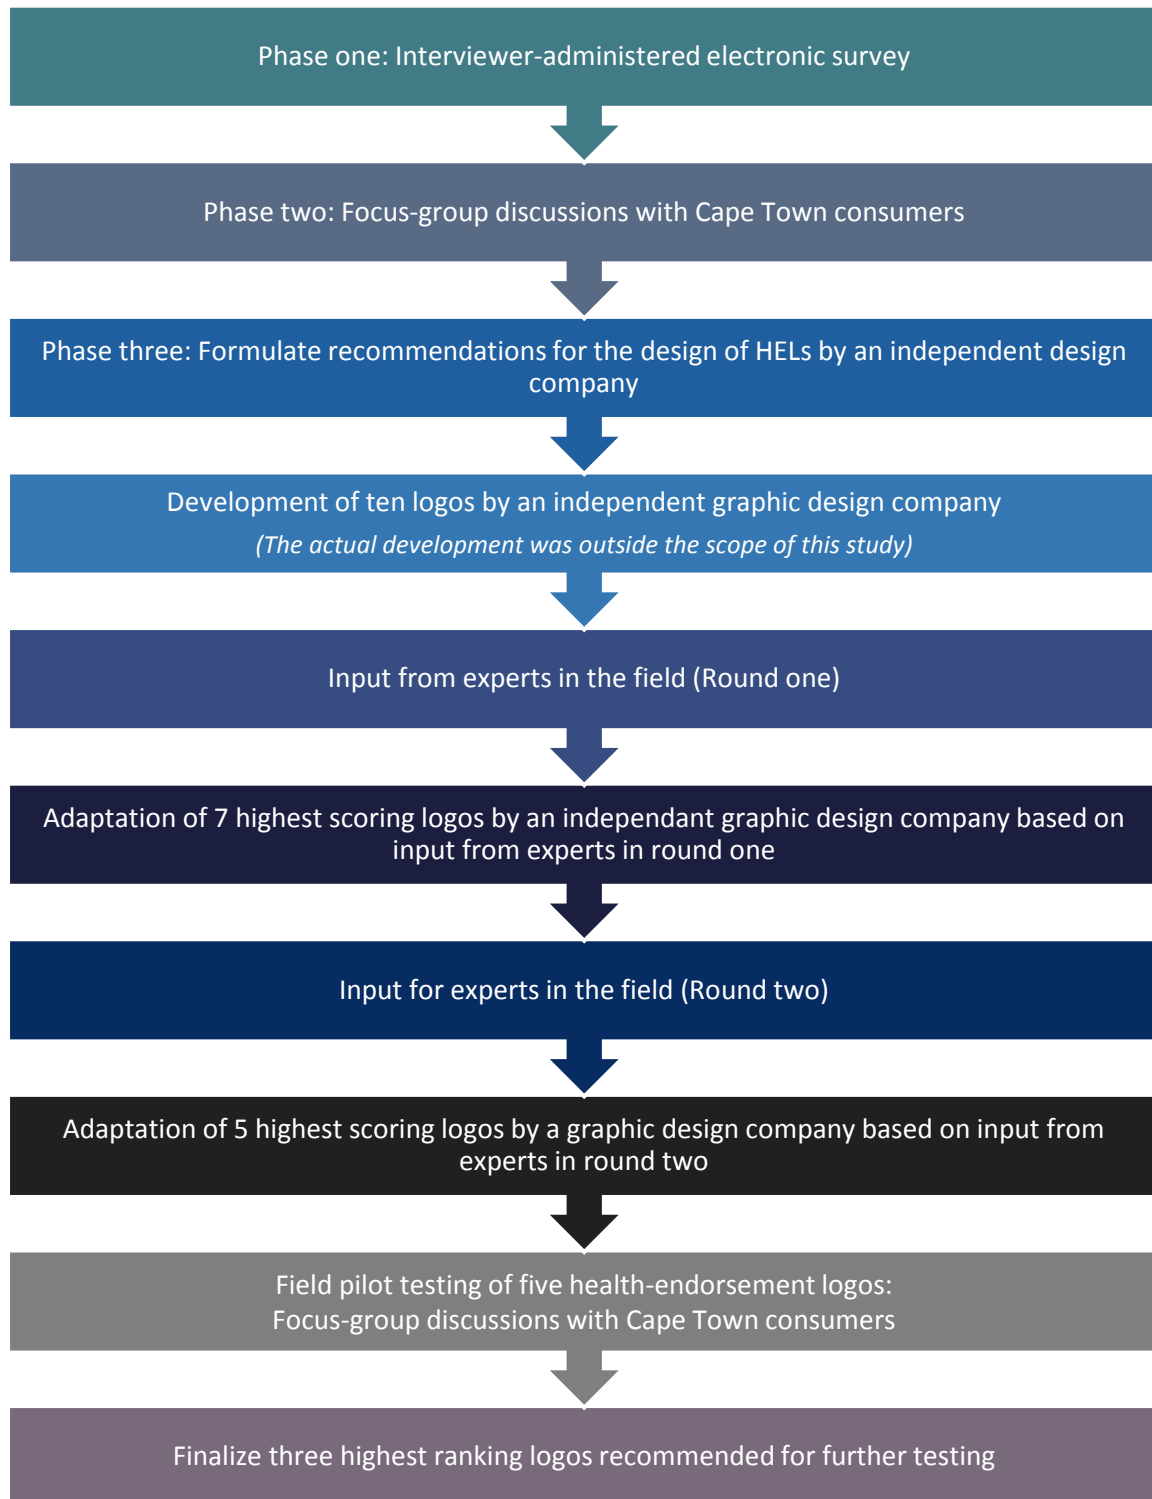 Phase one: Interviewer-administered electronic survey
Phase two: Focus-group discussions with Cape Town consumers
Phase three: Formulate recommendations for the design of HELs by an independent design
company
Development of ten logos by an independent graphic design company
(The actual development was outside the scope of this study)
Input from experts in the field (Round one)
Adaptation of 7 highest scoring logos by an independant graphic design company based on
input from experts in round one
Input for experts in the field (Round two)
Adaptation of 5 highest scoring logos by a graphic design company based on input from
experts in round two
Field pilot testing of five health-endorsement logos:
Focus-group discussions with Cape Town consumers
Finalize three highest ranking logos recommended for further testing